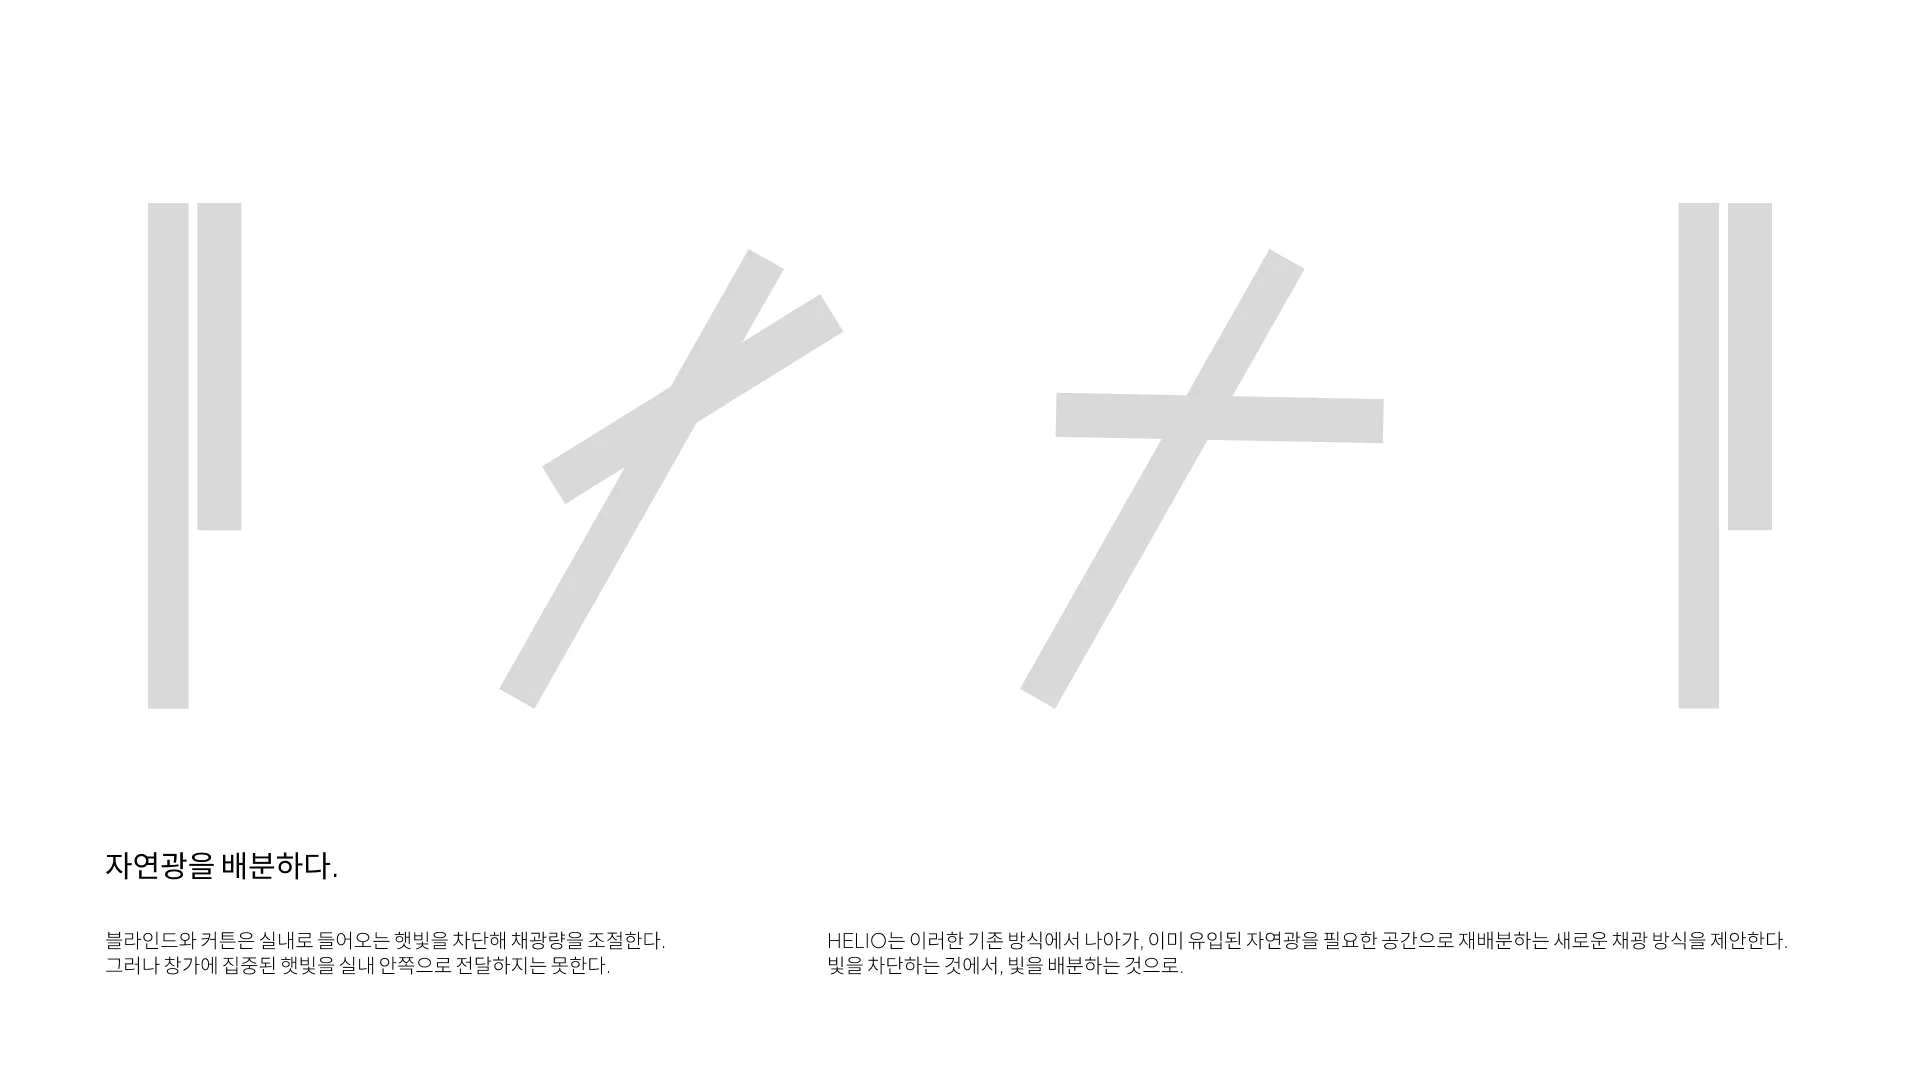 자연광을 배분하다.
블라인드와 커튼은 실내로 들어오는 햇빛을 차단해 채광량을 조절한다.
그러나 창가에 집중된 햇빛을 실내 안쪽으로 전달하지는 못한다.
HELIO는 이러한 기존 방식에서 나아가, 이미 유입된 자연광을 필요한 공간으로 재배분하는 새로운 채광 방식을 제안한다.
빛을 차단하는 것에서, 빛을 배분하는 것으로.